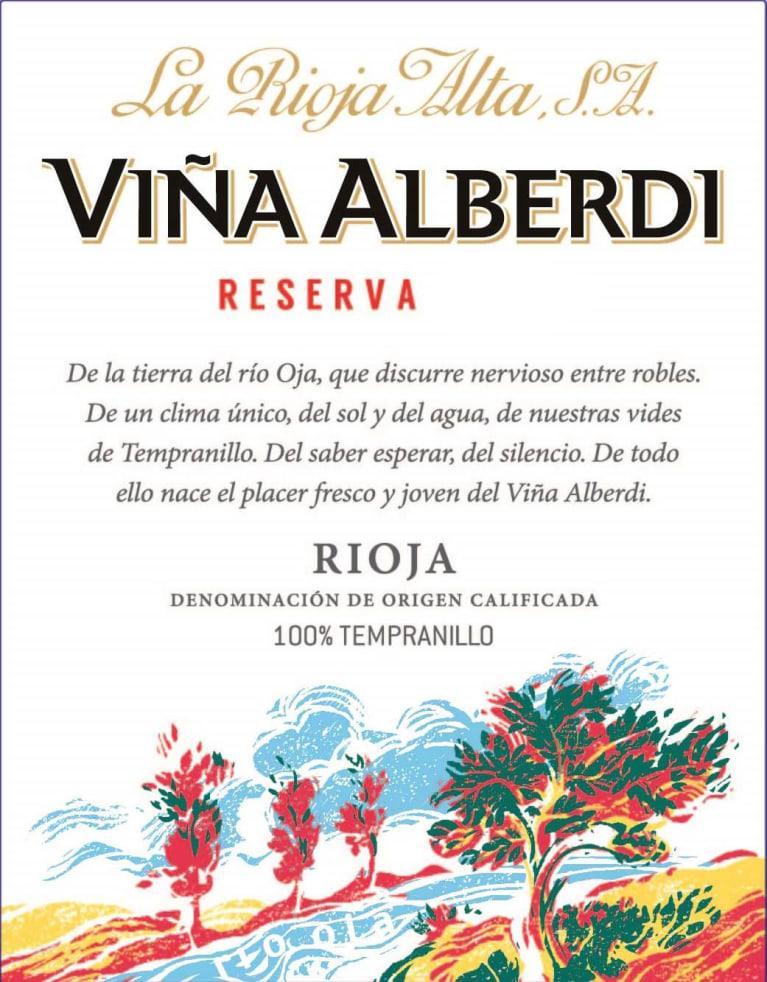 La Rioja Alta, S.A.
VIÑA ALBERDI
RESERVA
De la tierra del río Oja, que discurre nervioso entre robles.
De un clima único, del sol y del agua, de nuestras vides
de Tempranillo. Del saber esperar, del silencio. De todo
ello nace el placer fresco y joven del Viña Alberdi.
RIOJA
DENOMINACIÓN DE ORIGEN CALIFICADA
100% TEMPRANILLO
rio oja